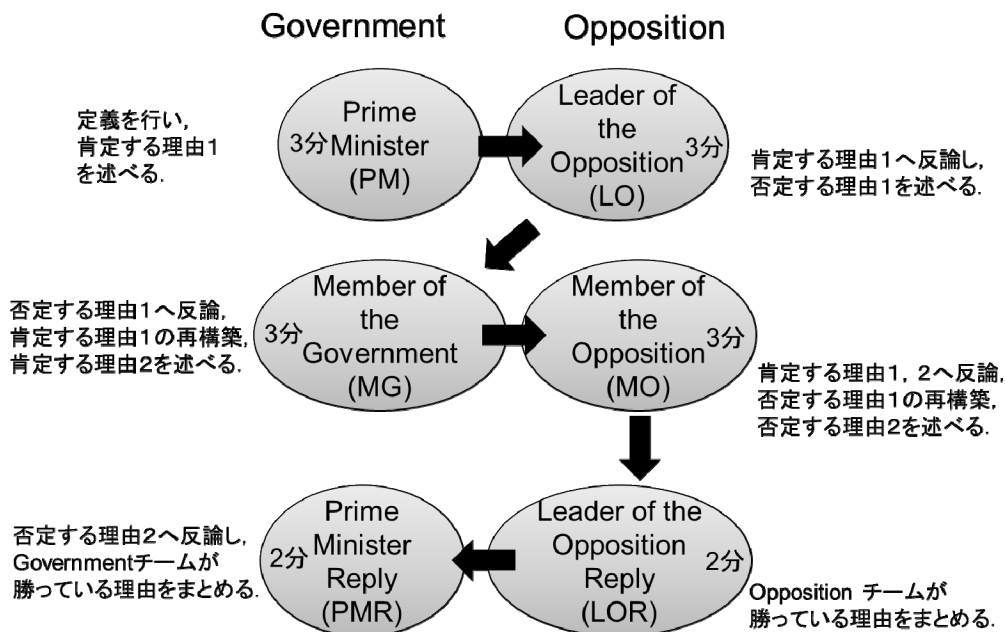 Government
Opposition
定義を行い,
肯定する理由1
を述べる.
3分
Prime
Minister
(PM)
Leader of
the
Opposition
(LO)
3分
肯定する理由1へ反論し,
否定する理由1を述べる.
否定する理由1へ反論,
肯定する理由1の再構築,
肯定する理由2を述べる.
3分
Member of
the
Government
(MG)
Member of
the
Opposition
(MO)
3分
肯定する理由1, 2へ反論,
否定する理由1の再構築,
否定する理由2を述べる.
否定する理由2へ反論し,
Governmentチームが
勝っている理由をまとめる.
2分
Prime
Minister
Reply
(PMR)
Leader of the
Opposition
Reply
(LOR)
2分
Opposition チームが
勝っている理由をまとめる.